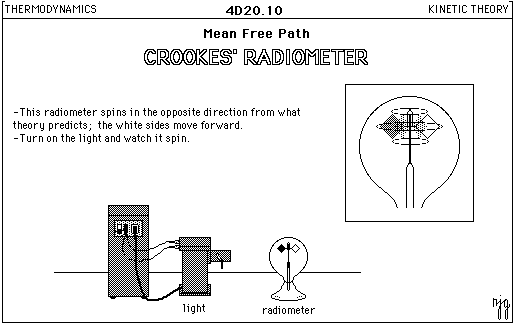 THERMODYNAMICS 4D20.10 KINETIC THEORY
Mean Free Path
CROOKES' RADIOMETER
-This radiometer spins in the opposite direction from what
theory predicts; the white sides move forward.
-Turn on the light and watch it spin.
light
radiometer
njg